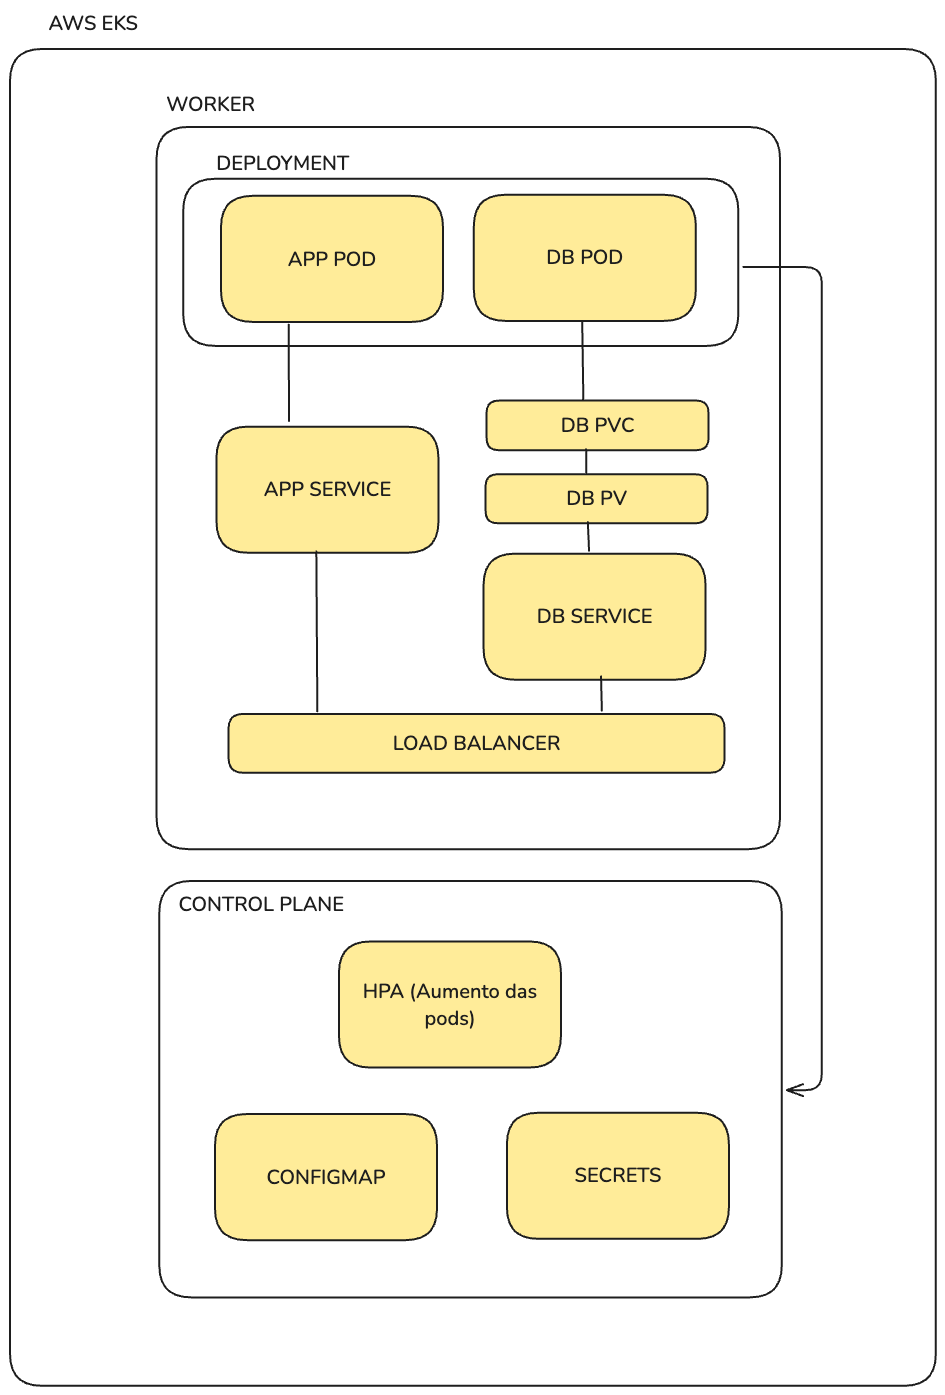 AWS EKS
WORKER
DEPLOYMENT
APP POD
DB POD
DB PVC
APP SERVICE
DB PV
DB SERVICE
LOAD BALANCER
CONTROL PLANE
HPA (Aumento das
pods)
CONFIGMAP
SECRETS